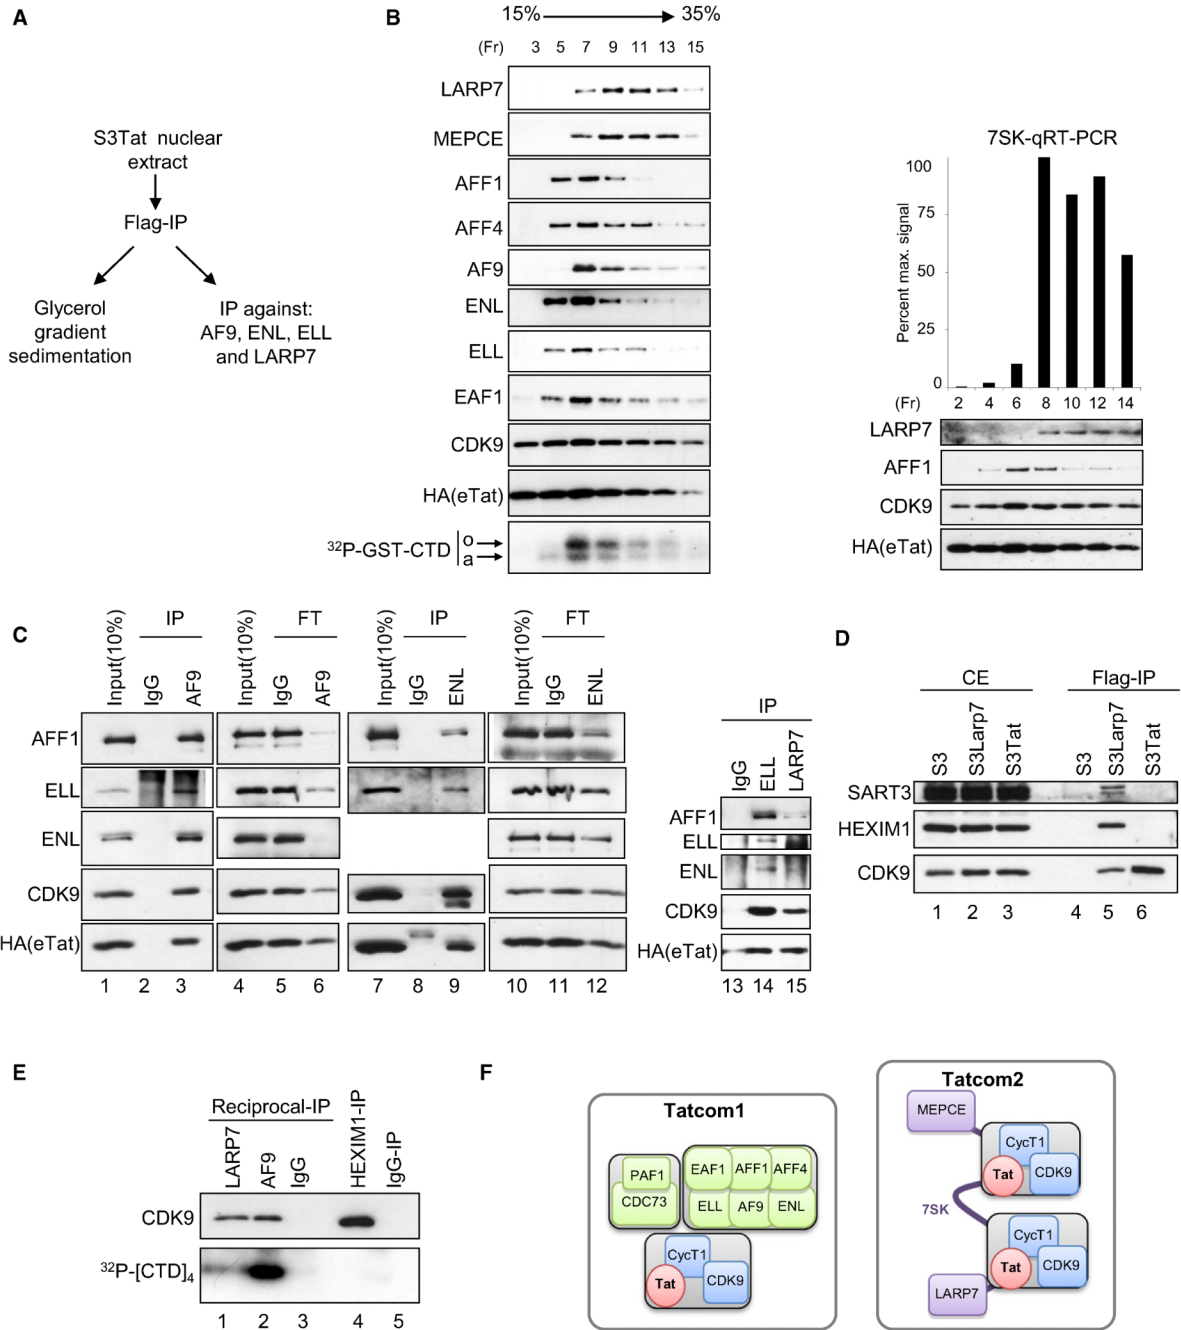 A
S3Tat nuclear
extract
Flag-IP
Glycerol
gradient
sedimentation
IP against:
AF9, ENL, ELL
and LARP7
B
15% 35%
(Fr) 3 5 7 9 11 13 15
LARP7
MEPCE
AFF1
AFF4
AF9
ENL
ELL
EAF1
CDK9
HA(eTat)
32P-GST-CTD o
a
7SK-qRT-PCR
Percent max. signal
100
75
50
25
0
(Fr) 2 4 6 8 10 12 14
LARP7
AFF1
CDK9
HA(eTat)
C
IP FT IP FT
Input(10%) IgG AF9 Input(10%) IgG AF9 Input(10%) IgG ENL Input(10%) IgG ENL
AFF1
ELL
ENL
CDK9
HA(eTat)
1 2 3 4 5 6 7 8 9 10 11 12
IP
IgG ELL LARP7
AFF1
ELL
ENL
CDK9
HA(eTat)
13 14 15
D
CE Flag-IP
S3 S3Larp7 S3Tat S3 S3Larp7 S3Tat
SART3
HEXIM1
CDK9
1 2 3 4 5 6
E
Reciprocal-IP
LARP7 AF9 IgG HEXIM1-IP IgG-IP
CDK9
32P-[CTD]4
1 2 3 4 5
F
Tatcom1
PAF1
CDC73
EAF1 AFF1 AFF4
ELL AF9 ENL
CycT1
Tat CDK9
Tatcom2
MEPCE
CycT1
Tat CDK9
7SK
CycT1
Tat CDK9
LARP7